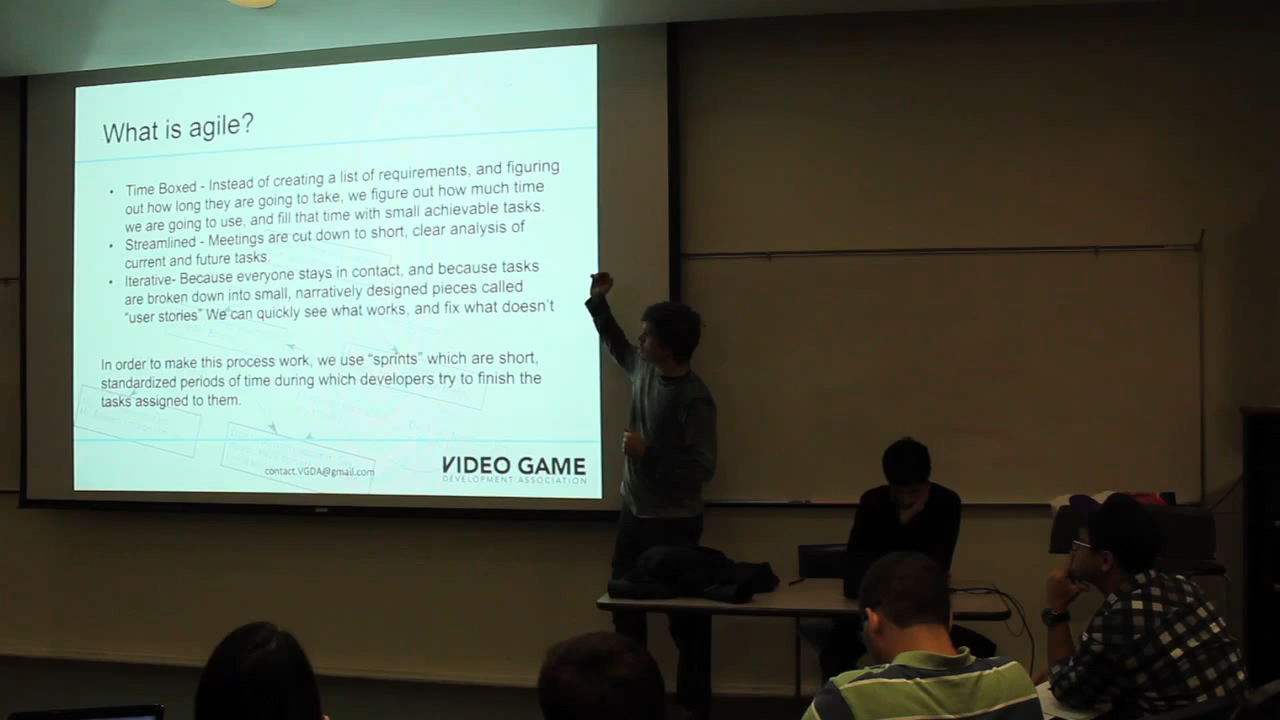 What is agile?
• Time Boxed - Instead of creating a list of requirements, and figuring
out how long they are going to take, we figure out how much time
we are going to use, and fill that time with small achievable tasks.
• Streamlined - Meetings are cut down to short, clear analysis of
current and future tasks.
• Iterative- Because everyone stays in contact, and because tasks
are broken down into small, narratively designed pieces called
“user stories” We can quickly see what works, and fix what doesn’t
In order to make this process work, we use “sprints” which are short,
standardized periods of time during which developers try to finish the
tasks assigned to them.
contact.VGDA@gmail.com
VIDEO GAME
DEVELOPMENT ASSOCIATION